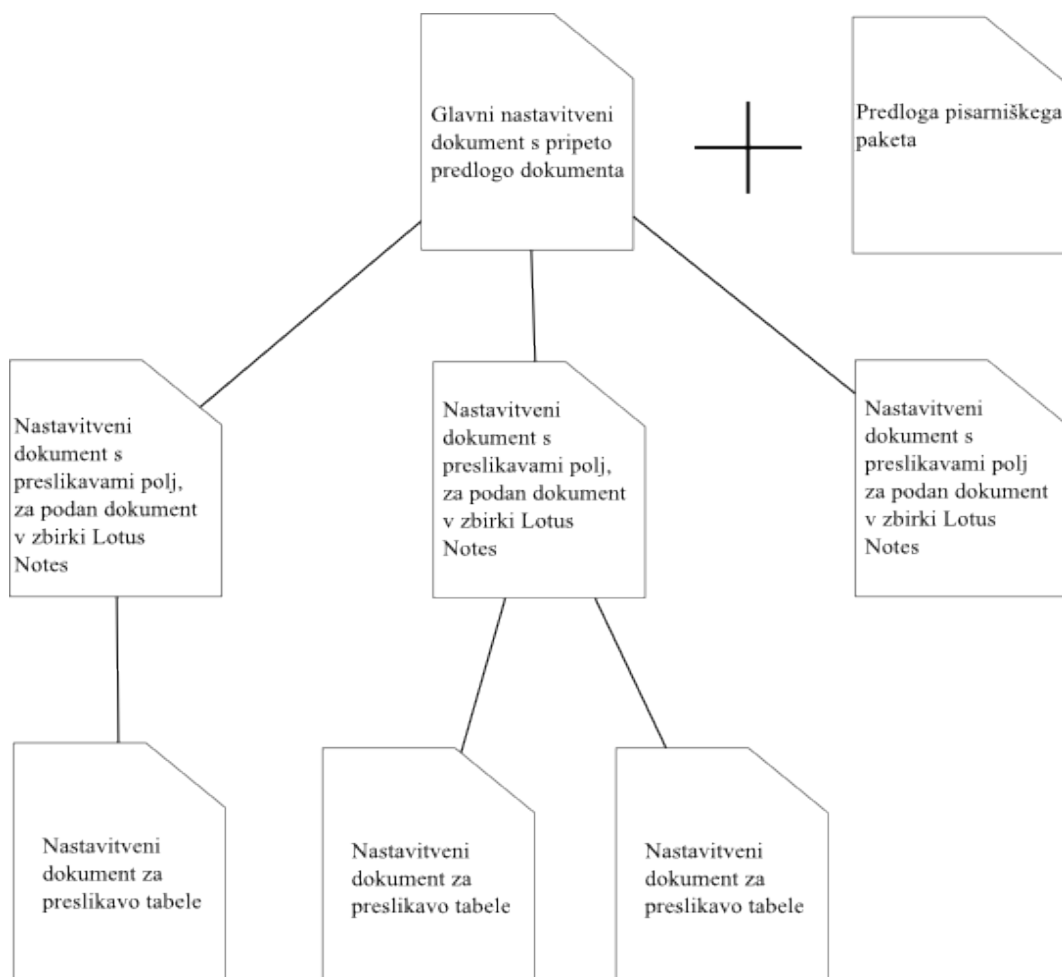 Glavni nastavitveni
dokument s pripeto
predlogo dokumenta
Predloga pisarniškega
paketa
Nastavitveni
dokument s
preslikavami polj,
za podan dokument
v zbirki Lotus
Notes
Nastavitveni
dokument s
preslikavami polj,
za podan dokument
v zbirki Lotus
Notes
Nastavitveni
dokument s
preslikavami polj
za podan dokument
v zbirki Lotus
Notes
Nastavitveni
dokument za
preslikavo tabele
Nastavitveni
dokument za
preslikavo tabele
Nastavitveni
dokument za
preslikavo tabele